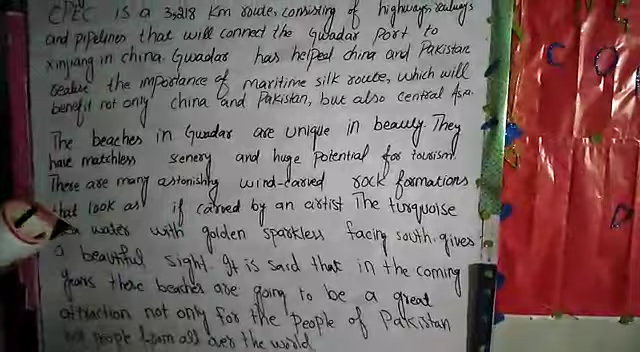 CPEC is a 3,218 Km route, consisting of highways, railways
and pipelines that will connect the Gwadar Port to
xinjiang in china. Gwadar has helped china and Pakistan
realise the importance of maritime silk route, which will
benefit not only china and Pakistan, but also central Asia.
The beaches in Gwadar are unique in beauty. They
have matchless senery and huge potential for tourism.
There are many astonishing wind-carved rock formations
that look as if carved by an artist The turquoise
water with golden sparkless facing south, gives
a beautiful sight. It is said that in the coming
years these beaches are going to be a great
attraction not only for the people of Pakistan
people from all over the world
C O